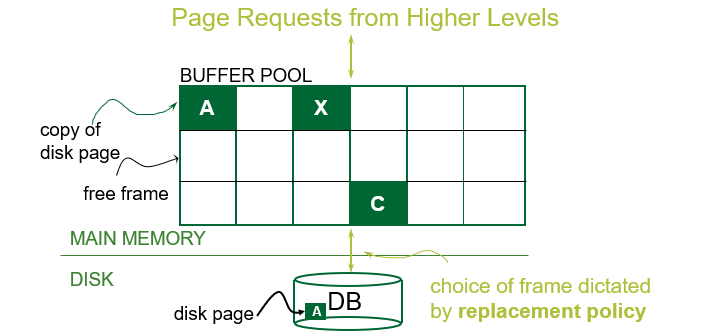 Page Requests from Higher Levels
BUFFER POOL
A
X
copy of
disk page
free frame
C
MAIN MEMORY
DISK
choice of frame dictated
by replacement policy
DB
A
disk page